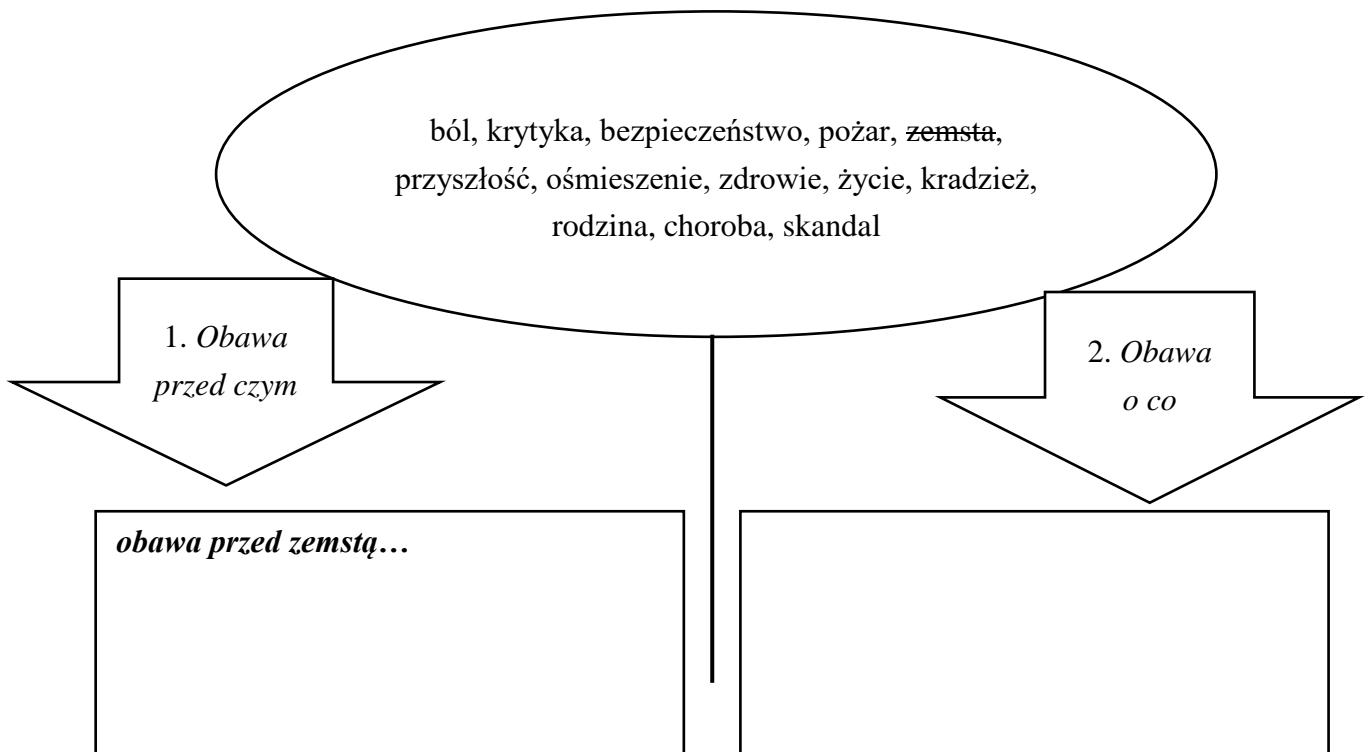 ból, krytyka, bezpieczeństwo, pożar, zemsta,
przyszłość, ośmieszenie, zdrowie, życie, kradzież,
rodzina, choroba, skandal
1. Obawa
przed czym
2. Obawa
o co
obawa przed zemstą…